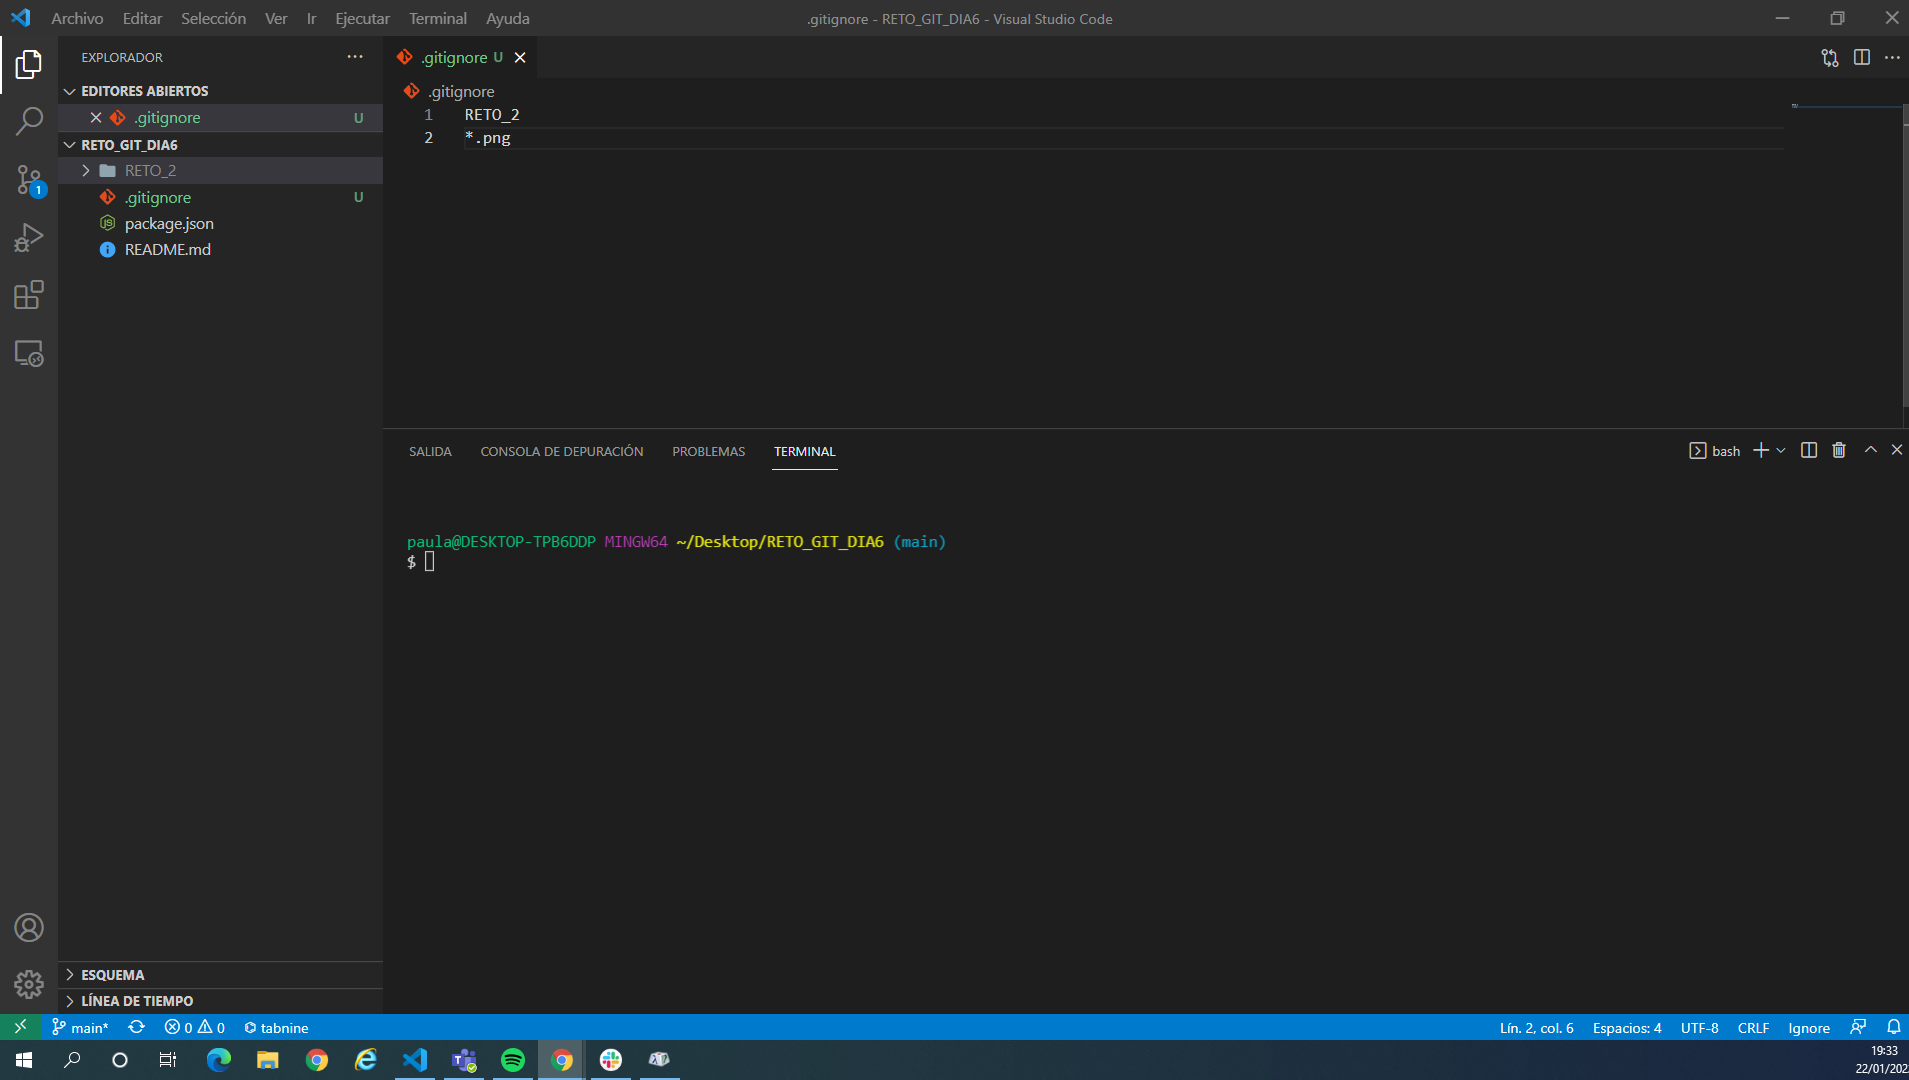 Archivo Editar Selección Ver Ir Ejecutar Terminal Ayuda
.gitignore - RETO_GIT_DIA6 - Visual Studio Code
EXPLORADOR
EDITORES ABIERTOS
.gitignore U
RETO_GIT_DIA6
RETO_2
.gitignore U
package.json
README.md
1
.gitignore U
.gitignore
1 RETO_2
2 *.png
SALIDA CONSOLA DE DEPURACIÓN PROBLEMAS TERMINAL
bash
paula@DESKTOP-TPB6DDP MINGW64 ~/Desktop/RETO_GIT_DIA6 (main)
$
ESQUEMA
LÍNEA DE TIEMPO
main* 0 0 tabnine
Lín. 2, col. 6 Espacios: 4 UTF-8 CRLF Ignore
19:33
22/01/202